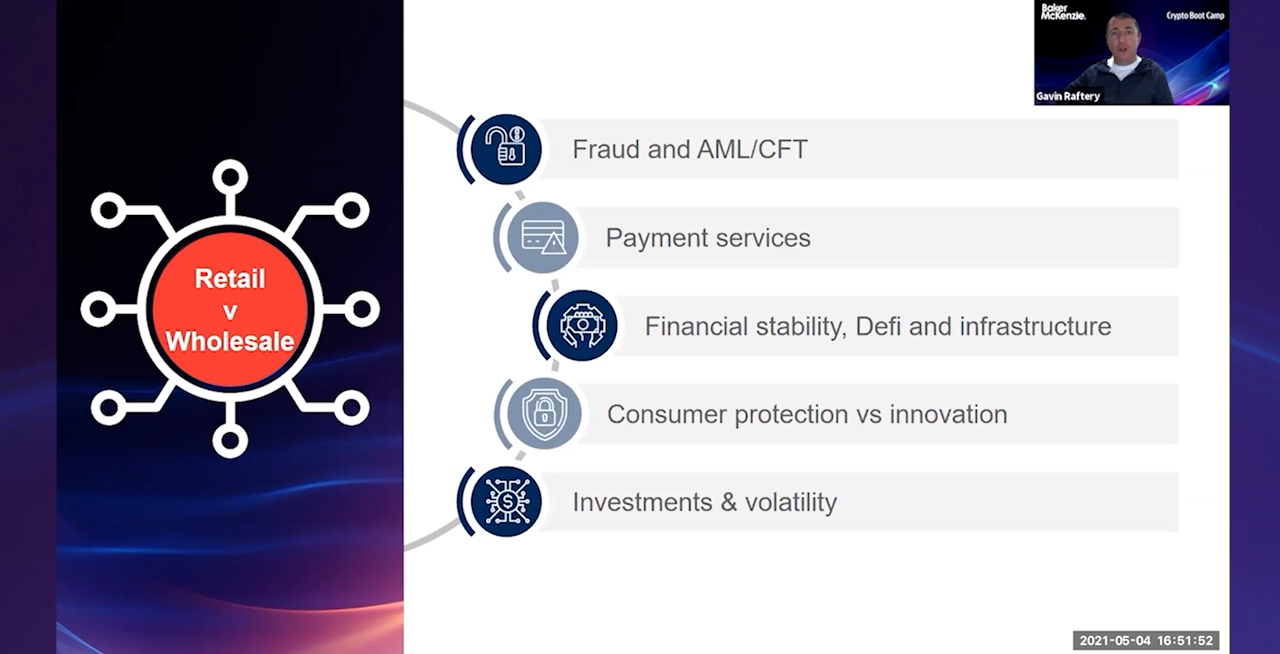 Baker
McKenzie.
Crypto Boot Camp
Gavin Raftery
Retail
v
Wholesale
Fraud and AML/CFT
Payment services
Financial stability, Defi and infrastructure
Consumer protection vs innovation
Investments & volatility
2021-05-04 16:51:52